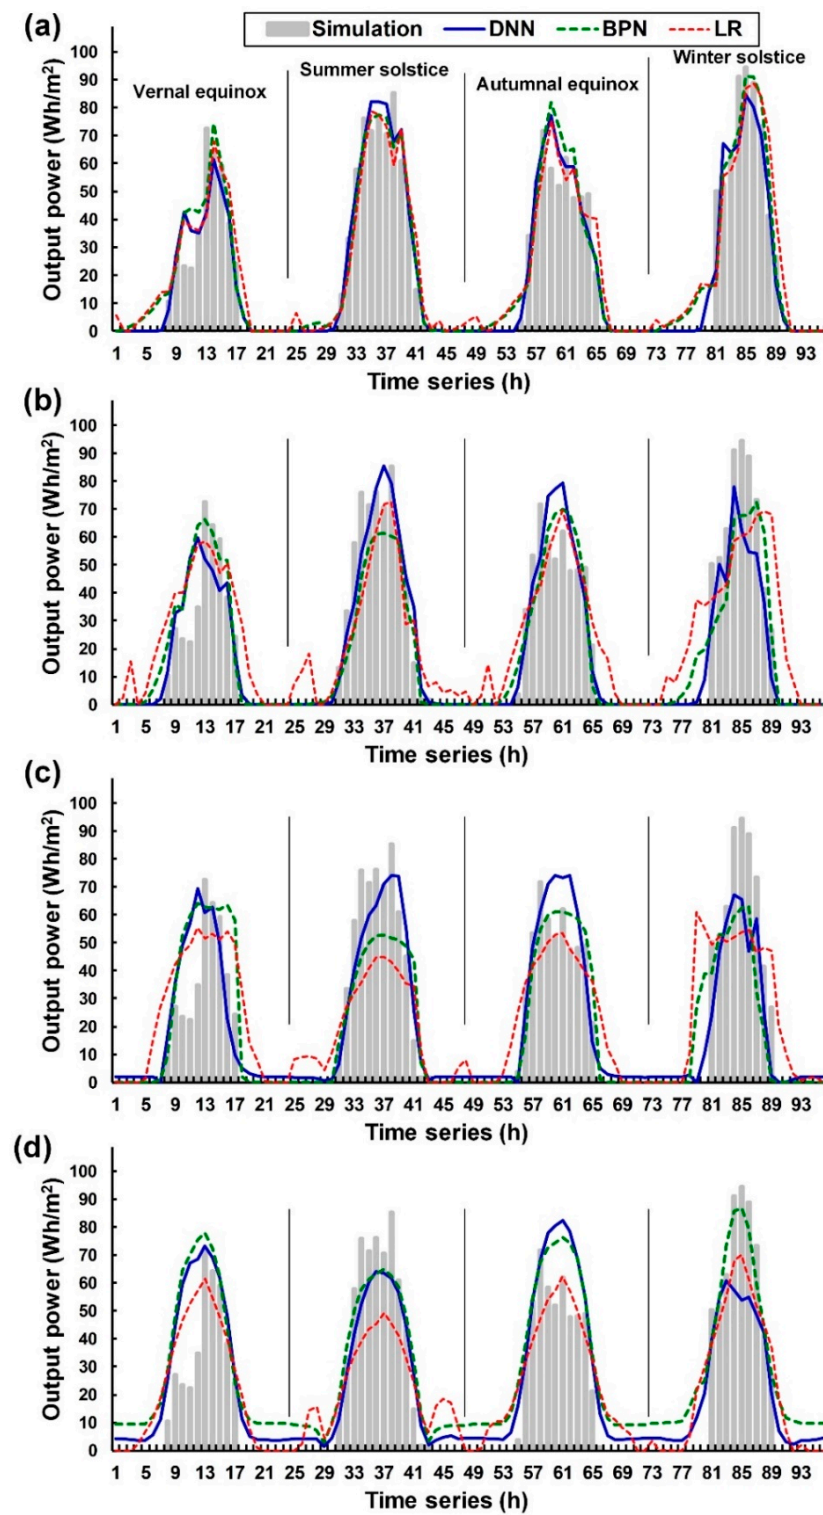 (a)
Simulation DNN BPN LR
Vernal equinox Summer solstice Autumnal equinox Winter solstice
Output power (Wh/m²)
100
90
80
70
60
50
40
30
20
10
0
1 5 9 13 17 21 25 29 33 37 41 45 49 53 57 61 65 69 73 77 81 85 89 93
Time series (h)
(b)
Output power (Wh/m²)
100
90
80
70
60
50
40
30
20
10
0
1 5 9 13 17 21 25 29 33 37 41 45 49 53 57 61 65 69 73 77 81 85 89 93
Time series (h)
(c)
Output power (Wh/m²)
100
90
80
70
60
50
40
30
20
10
0
1 5 9 13 17 21 25 29 33 37 41 45 49 53 57 61 65 69 73 77 81 85 89 93
Time series (h)
(d)
Output power (Wh/m²)
100
90
80
70
60
50
40
30
20
10
0
1 5 9 13 17 21 25 29 33 37 41 45 49 53 57 61 65 69 73 77 81 85 89 93
Time series (h)